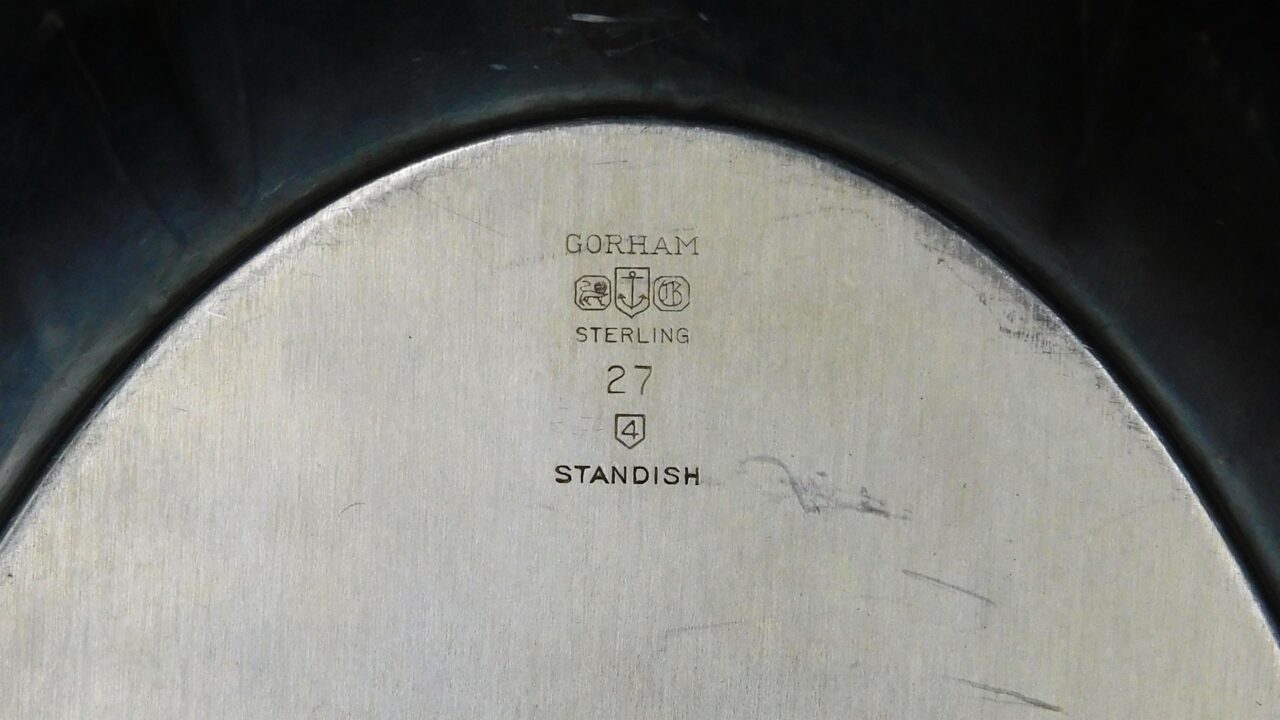 GORHAM
G
STERLING
27
4
STANDISH